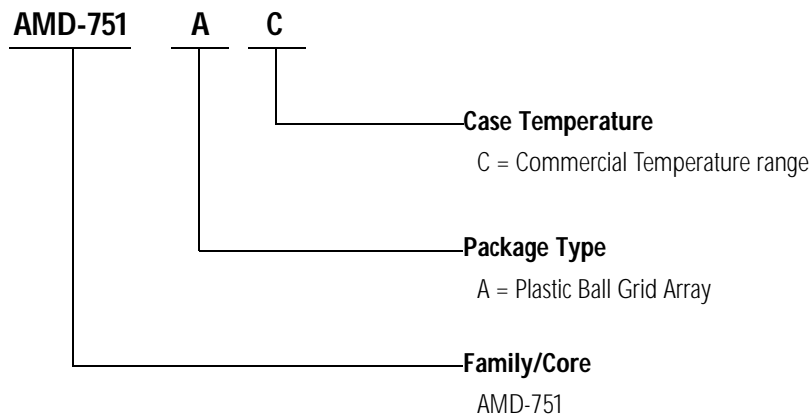 AMD-751 A C
Case Temperature
C = Commercial Temperature range
Package Type
A = Plastic Ball Grid Array
Family/Core
AMD-751